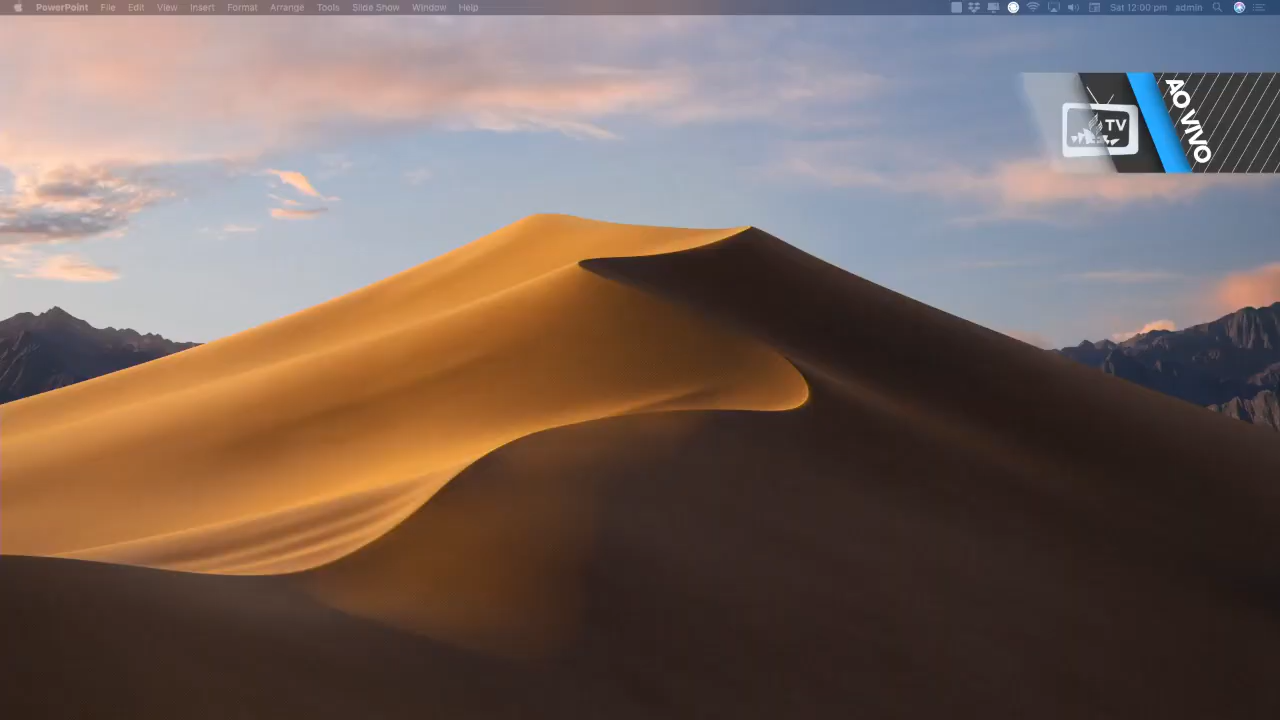 PowerPoint File Edit View Insert Format Arrange Tools Slide Show Window Help Sat 12:00 pm admin
TV
AO VIVO